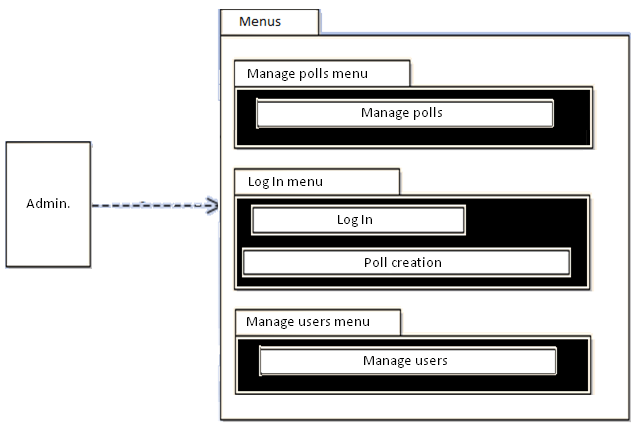 Menus
Manage polls menu
Manage polls
Admin.
Log In menu
Log In
Poll creation
Manage users menu
Manage users